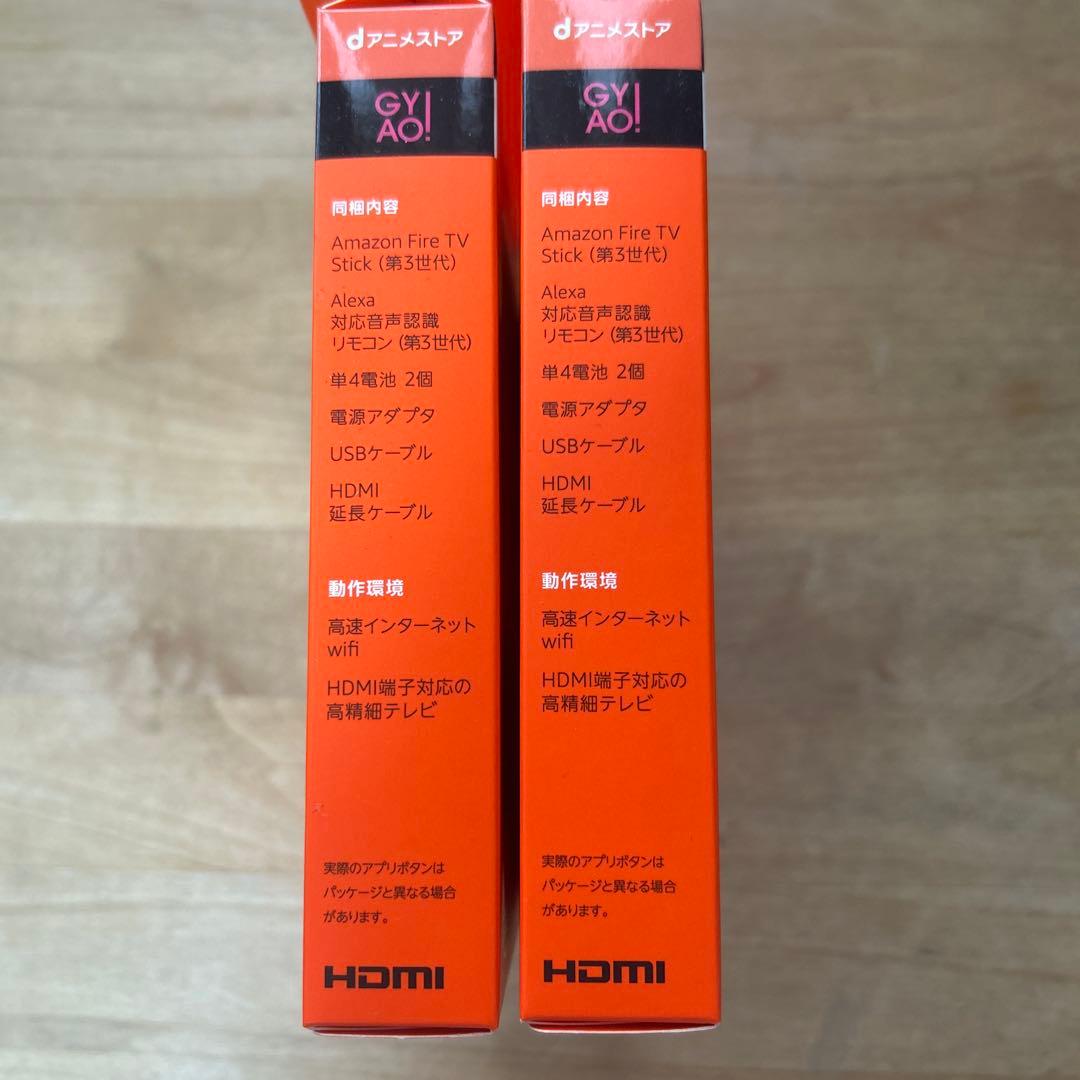 dアニメストア
GY
AO!
同梱内容
Amazon Fire TV
Stick (第3世代)
Alexa
対応音声認識
リモコン (第3世代)
単4電池 2個
電源アダプタ
USBケーブル
HDMI
延長ケーブル
動作環境
高速インターネット
wifi
HDMI端子対応の
高精細テレビ
実際のアプリボタンは
パッケージと異なる場合
があります。
HDMI
dアニメストア
GY
AO!
同梱内容
Amazon Fire TV
Stick (第3世代)
Alexa
対応音声認識
リモコン (第3世代)
単4電池 2個
電源アダプタ
USBケーブル
HDMI
延長ケーブル
動作環境
高速インターネット
wifi
HDMI端子対応の
高精細テレビ
実際のアプリボタンは
パッケージと異なる場合
があります。
HDMI